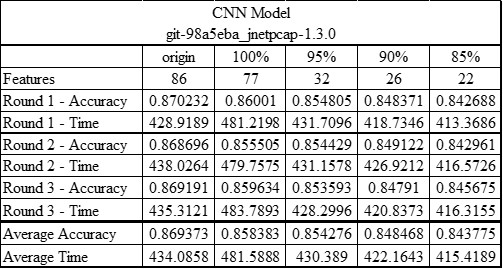 CNN Model
git-98a5eba_jnetpcap-1.3.0
origin 100% 95% 90% 85%
Features 86 77 32 26 22
Round 1 - Accuracy 0.870232 0.86001 0.854805 0.848371 0.842688
Round 1 - Time 428.9189 481.2198 431.7096 418.7346 413.3686
Round 2 - Accuracy 0.868696 0.855505 0.854429 0.849122 0.842961
Round 2 - Time 438.0264 479.7575 431.1578 426.9212 416.5726
Round 3 - Accuracy 0.869191 0.859634 0.853593 0.84791 0.845675
Round 3 - Time 435.3121 483.7893 428.2996 420.8373 416.3155
Average Accuracy 0.869373 0.858383 0.854276 0.848468 0.843775
Average Time 434.0858 481.5888 430.389 422.1643 415.4189